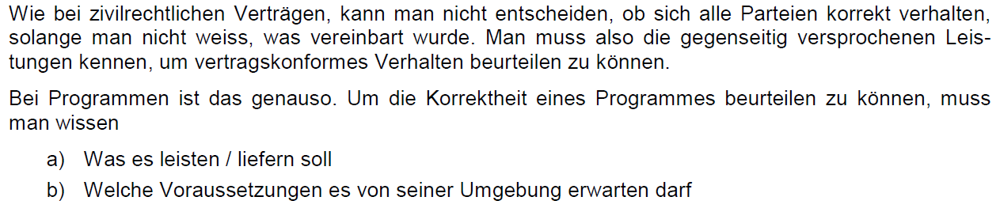 Wie bei zivilrechtlichen Verträgen, kann man nicht entscheiden, ob sich alle Parteien korrekt verhalten,
solange man nicht weiss, was vereinbart wurde. Man muss also die gegenseitig versprochenen Leis-
tungen kennen, um vertragskonformes Verhalten beurteilen zu können.
Bei Programmen ist das genauso. Um die Korrektheit eines Programmes beurteilen zu können, muss
man wissen
a) Was es leisten / liefern soll
b) Welche Voraussetzungen es von seiner Umgebung erwarten darf